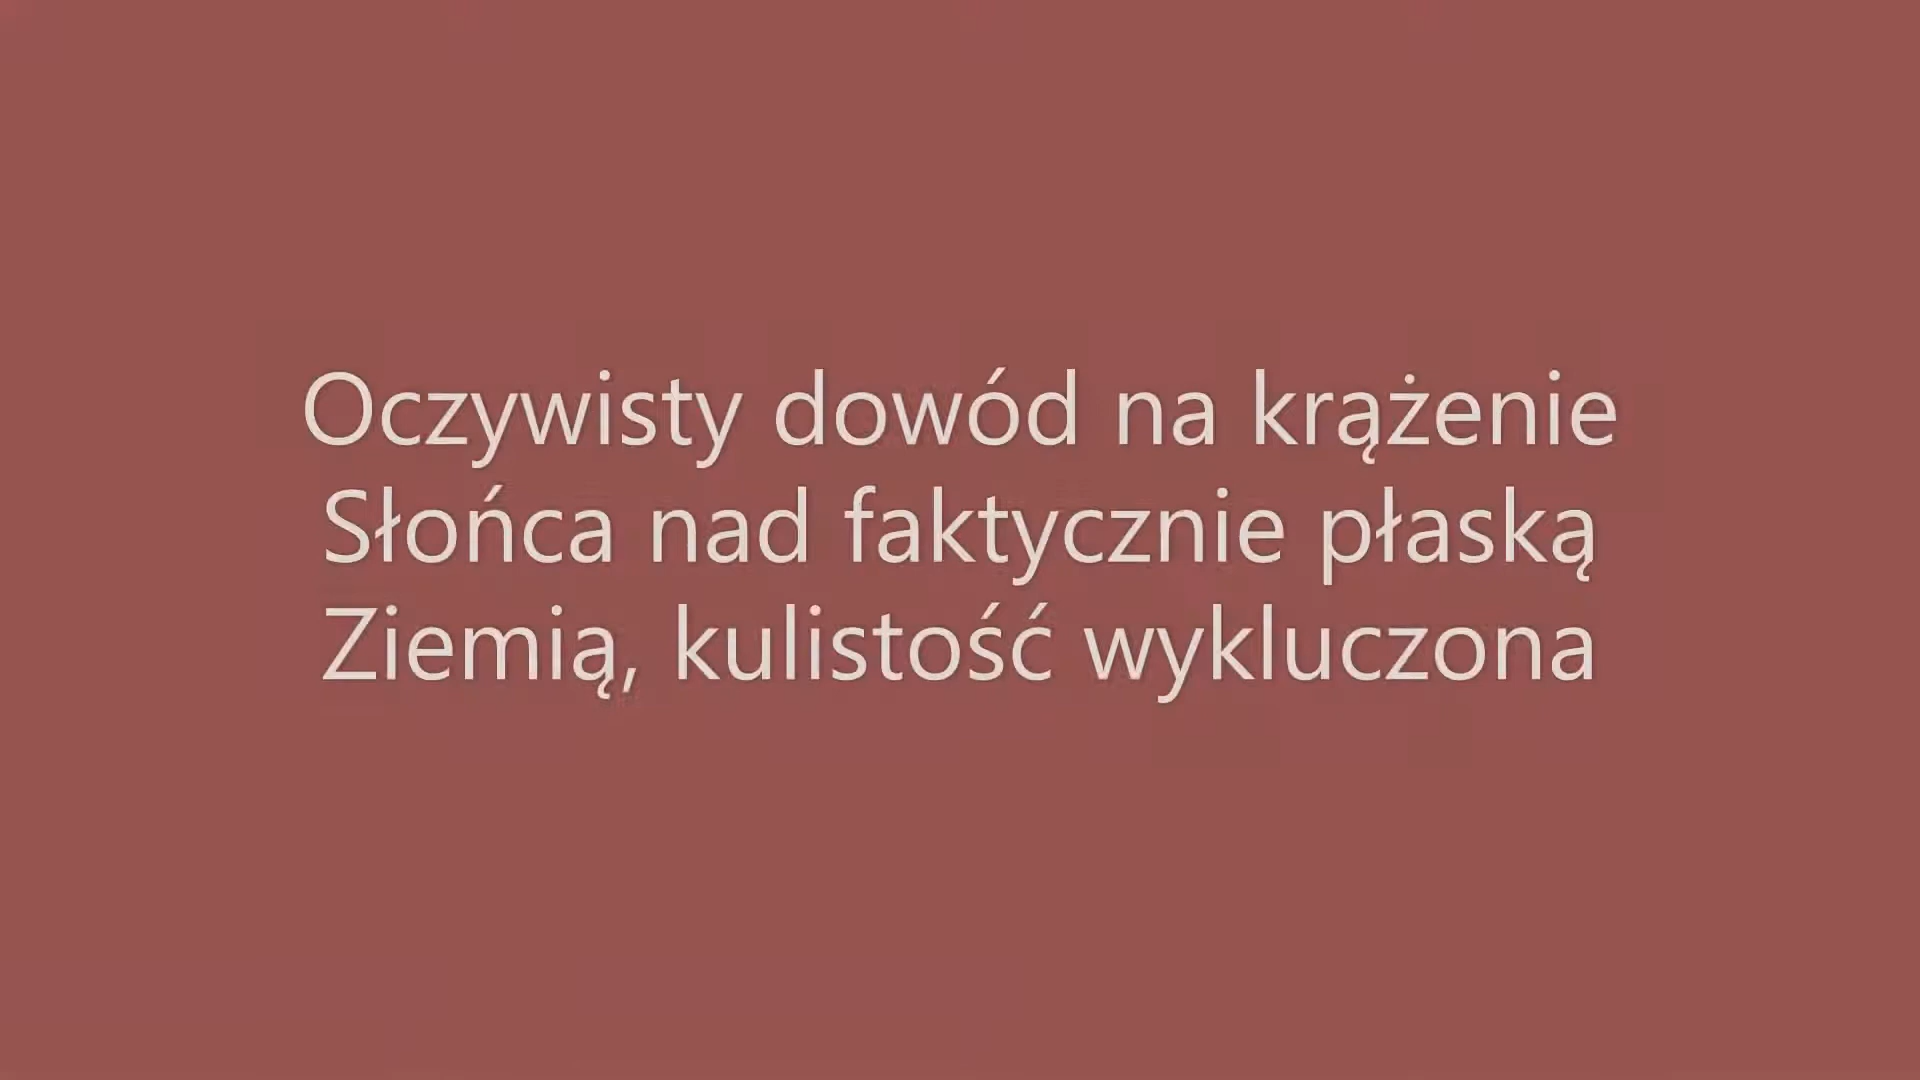 Oczywisty dowód na krążenie
Słońca nad faktycznie płaską
Ziemią, kulistość wykluczona